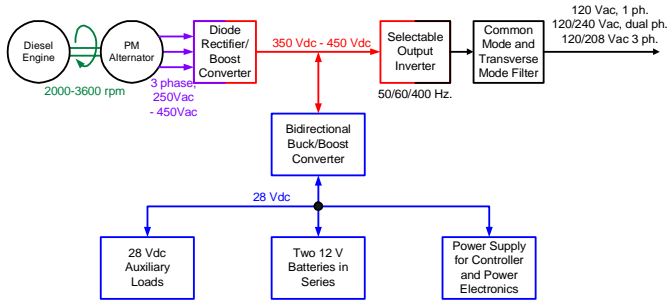 Diesel
Engine
PM
Alternator
2000-3600 rpm
3 phase,
250Vac
- 450Vac
Diode
Rectifier/
Boost
Converter
350 Vdc - 450 Vdc
Selectable
Output
Inverter
50/60/400 Hz.
Common
Mode and
Transverse
Mode Filter
120 Vac, 1 ph.
120/240 Vac, dual ph.
120/208 Vac 3 ph.
Bidirectional
Buck/Boost
Converter
28 Vdc
28 Vdc
Auxiliary
Loads
Two 12 V
Batteries in
Series
Power Supply
for Controller
and Power
Electronics